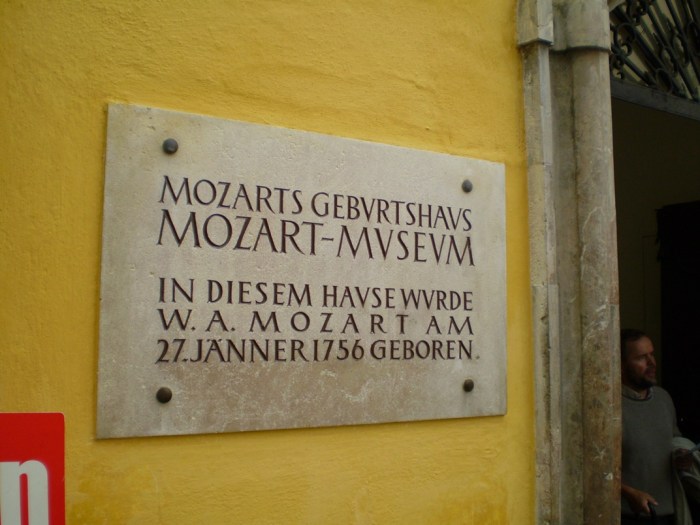 MOZARTS GEBVRTSHAVS
MOZART-MVSEVM
IN DIESEM HAVSE WVRDE
W. A. MOZART AM
27. JÄNNER 1756 GEBOREN.
n